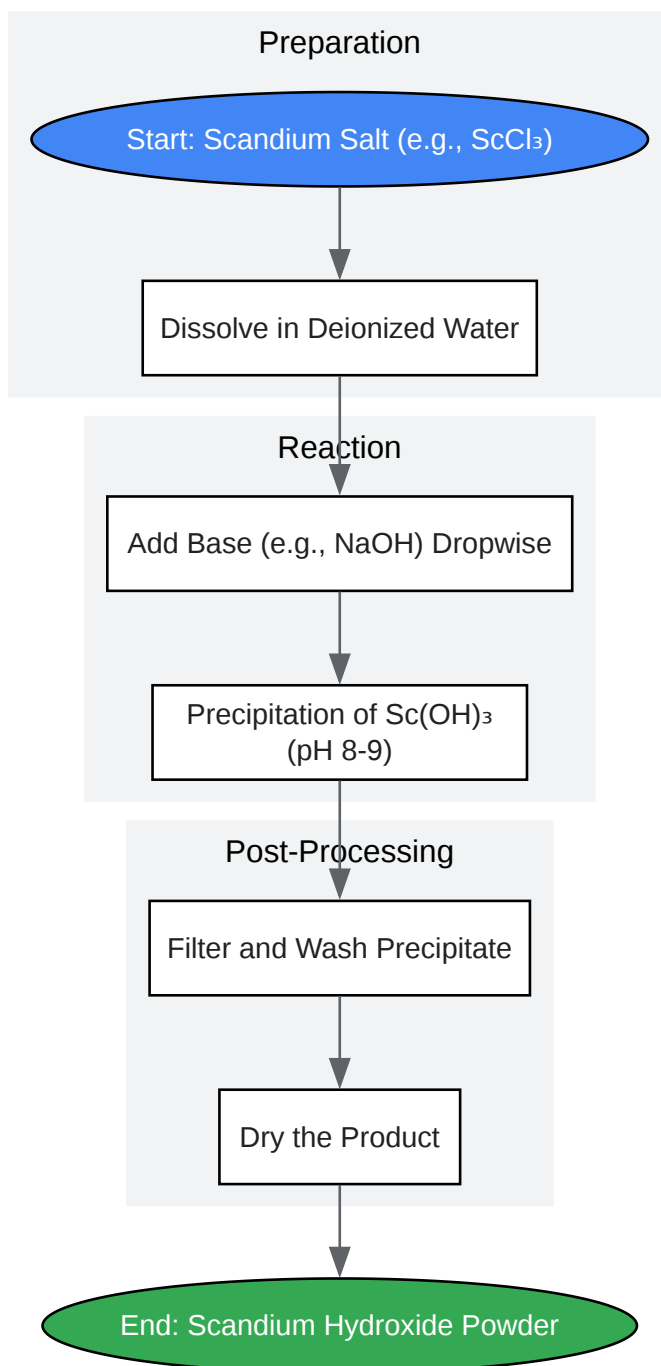 Preparation
Start: Scandium Salt (e.g., ScCl₃)
Dissolve in Deionized Water
Reaction
Add Base (e.g., NaOH) Dropwise
Precipitation of Sc(OH)₃
(pH 8-9)
Post-Processing
Filter and Wash Precipitate
Dry the Product
End: Scandium Hydroxide Powder